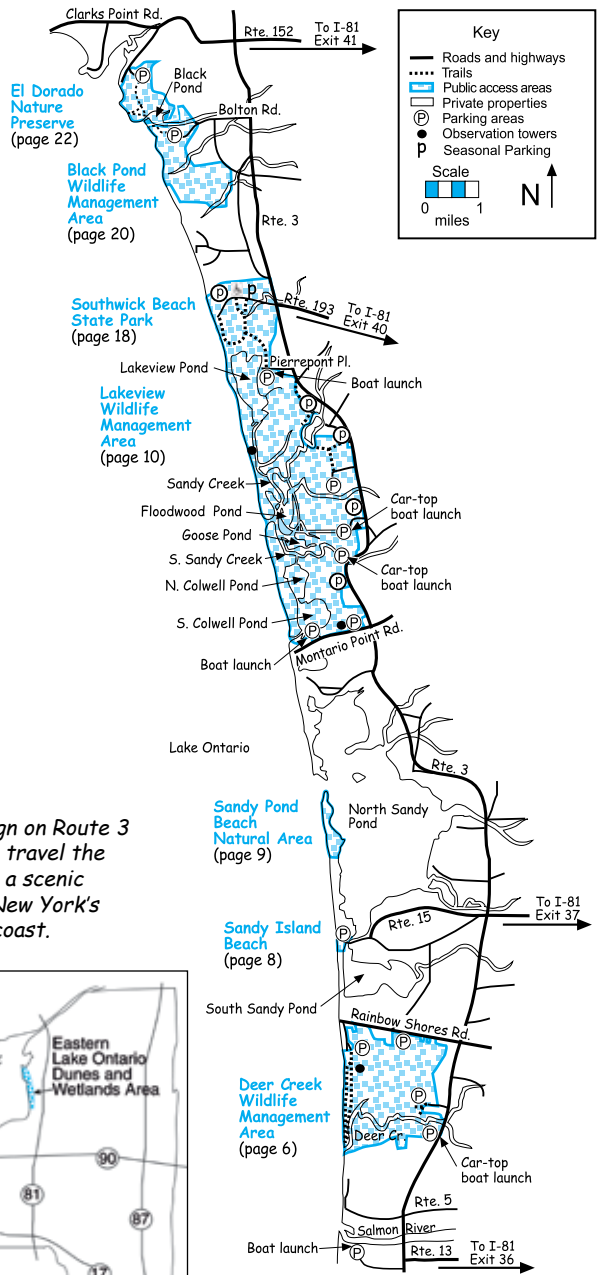 Clarks Point Rd.
Rte. 152
To I-81
Exit 41
Key
Roads and highways
Trails
Public access areas
Private properties
P Parking areas
Observation towers
p Seasonal Parking
Scale
0 1
miles
N
El Dorado
Nature
Preserve
(page 22)
P
Black
Pond
Bolton Rd.
P
Black Pond
Wildlife
Management
Area
(page 20)
Rte. 3
Southwick Beach
State Park
(page 18)
p
p
Rte. 193
To I-81
Exit 40
Pierrepont Pl.
Lakeview Pond
P
Boat launch
Lakeview
Wildlife
Management
Area
(page 10)
p
p
Sandy Creek
P
Floodwood Pond
p
Car-top
boat launch
Goose Pond
P
S. Sandy Creek
P
Car-top
boat launch
N. Colwell Pond
p
S. Colwell Pond
P
P
Montario Point Rd.
Boat launch
Lake Ontario
Rte. 3
Sandy Pond
Beach
Natural Area
(page 9)
North Sandy
Pond
gn on Route 3
travel the
a scenic
New York's
coast.
Sandy Island
Beach
(page 8)
P
Rte. 15
To I-81
Exit 37
South Sandy Pond
Rainbow Shores Rd.
P
P
Deer Creek
Wildlife
Management
Area
(page 6)
P
Deer Cr.
P
Car-top
boat launch
Rte. 5
Salmon River
Boat launch
P
Rte. 13
To I-81
Exit 36
Eastern
Lake Ontario
Dunes and
Wetlands Area
90
81
87
17